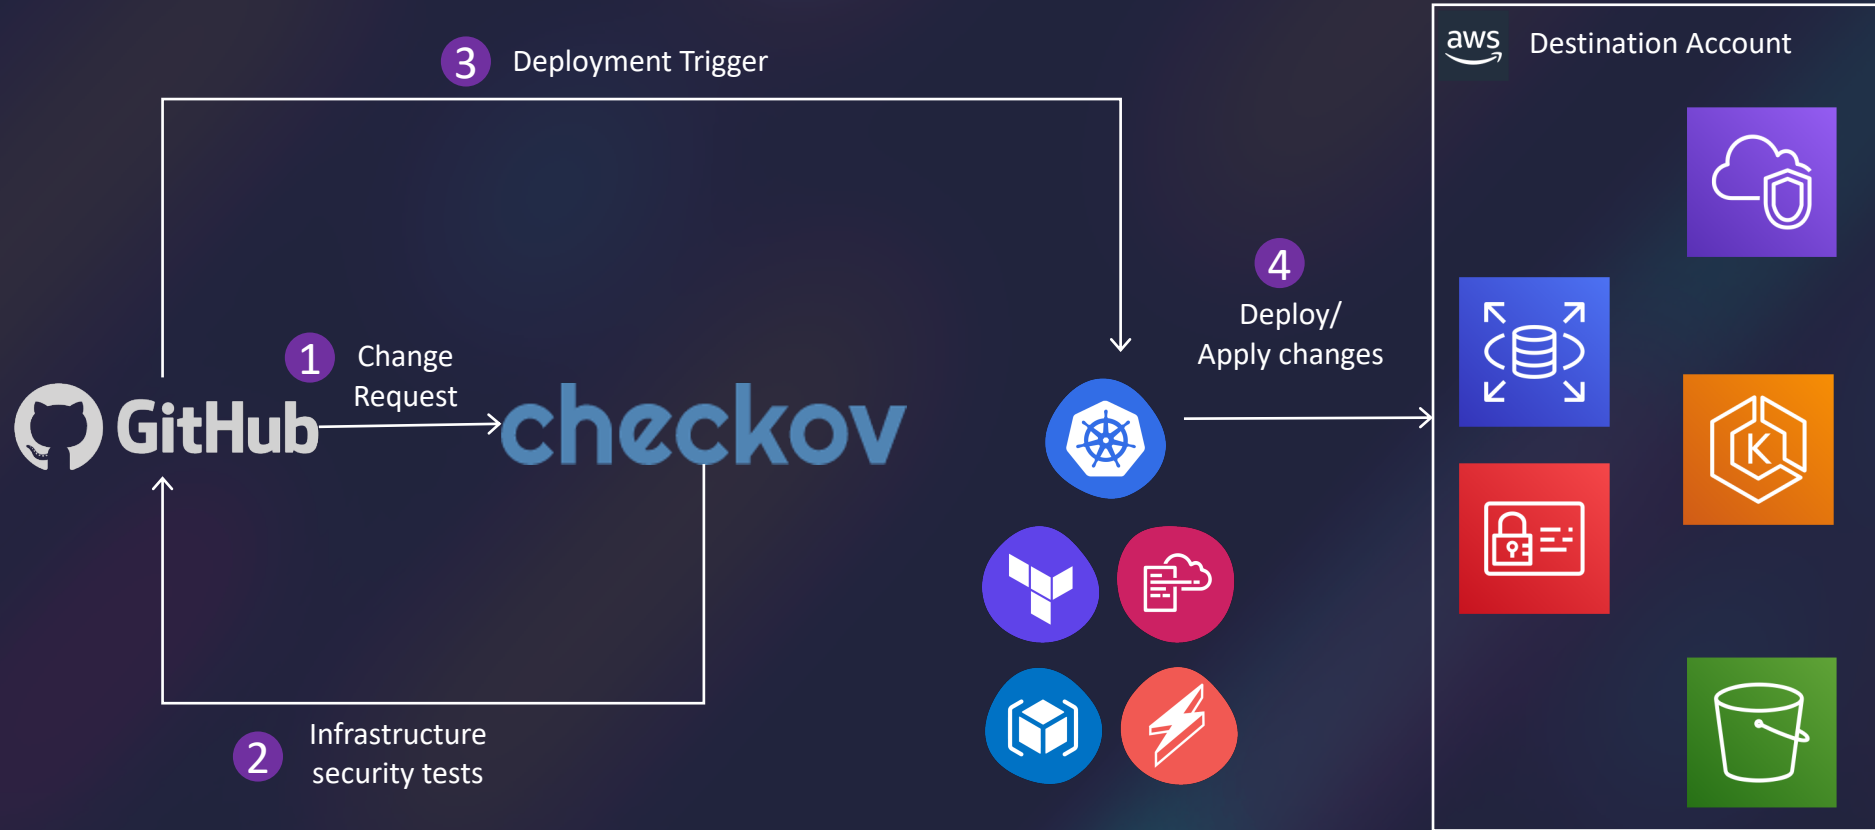 3 Deployment Trigger
aws Destination Account
4
Deploy/
Apply changes
1 Change
Request
GitHub
checkov
K
2 Infrastructure
security tests